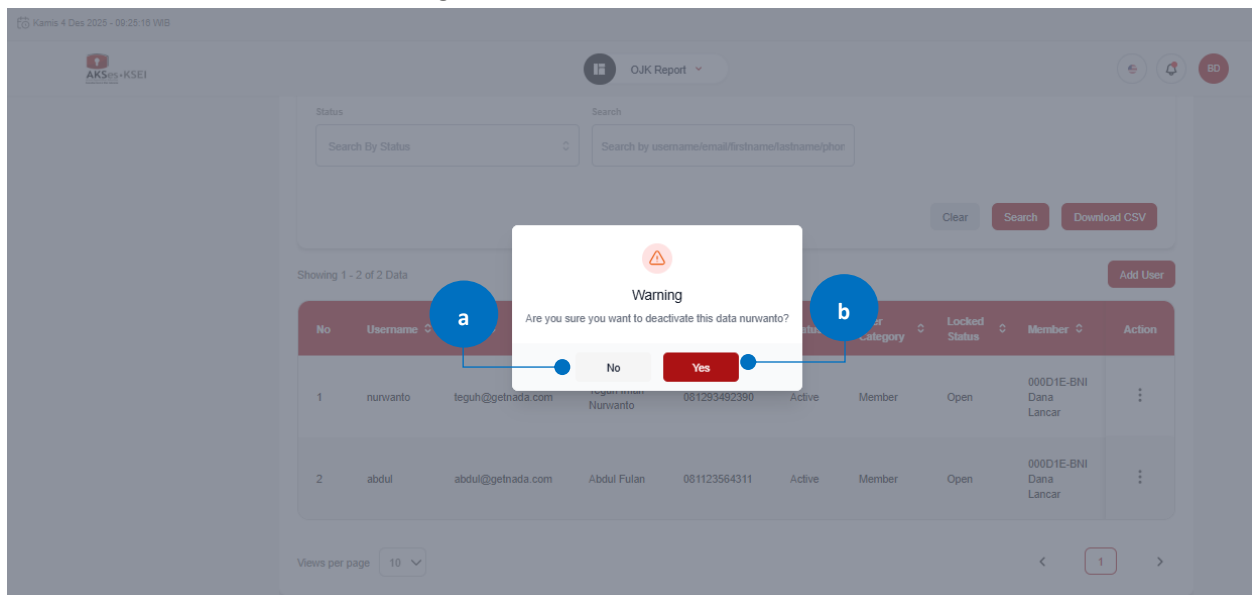 Kamis 4 Des 2025 - 09:25:16 WIB
AKSes-KSEI
OJK Report
BD
Status
Search
Search By Status
Search by username/email/firstname/lastname/phon
Clear
Search
Download CSV
Showing 1 - 2 of 2 Data
Add User
Warning
Are you sure you want to deactivate this data nurwanto?
No
Yes
a
b
No
Username
Category
Locked
Status
Member
Action
1
nurwanto
teguh@getnada.com
Nurwanto
081293492390
Active
Member
Open
000D1E-BNI
Dana
Lancar
2
abdul
abdul@getnada.com
Abdul Fulan
081123564311
Active
Member
Open
000D1E-BNI
Dana
Lancar
Views per page
10
1